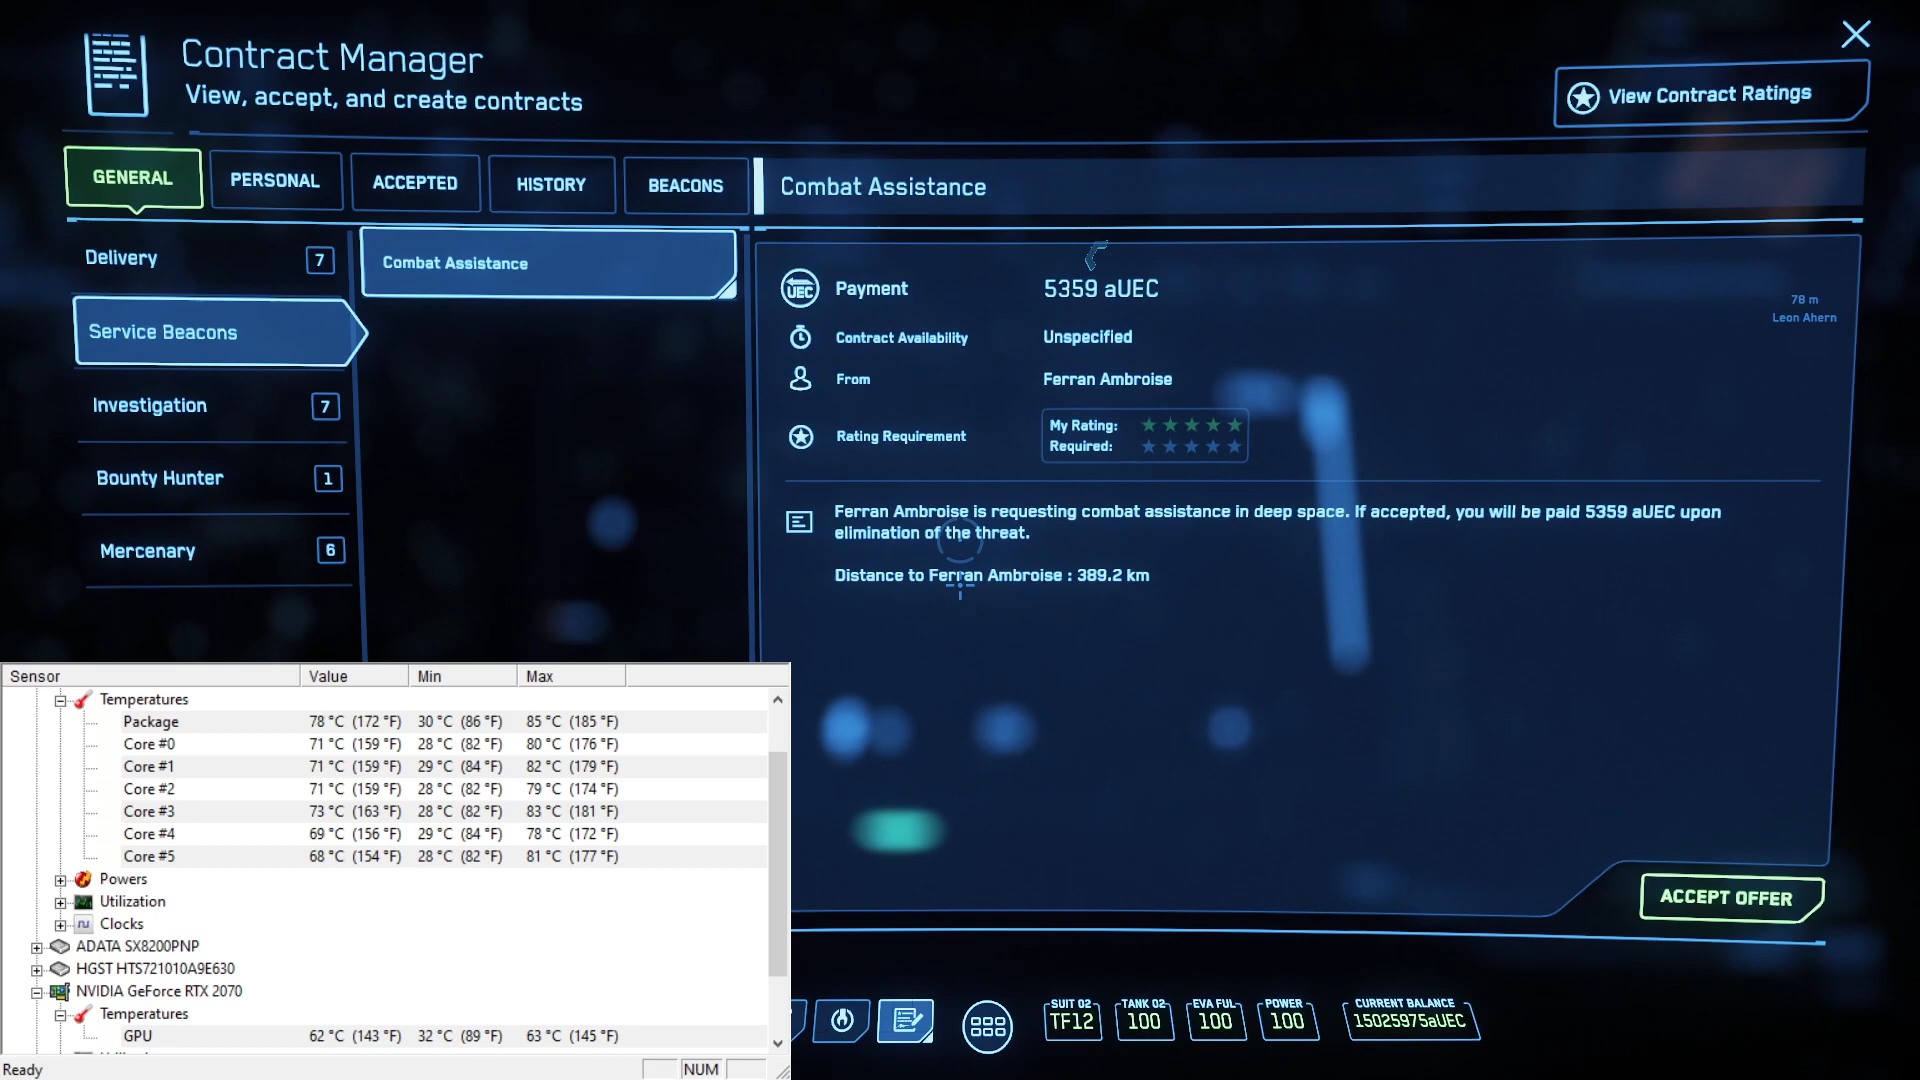 Contract Manager
View, accept, and create contracts
View Contract Ratings
GENERAL
PERSONAL
ACCEPTED
HISTORY
BEACONS
Combat Assistance
Delivery 7
Service Beacons
Investigation 7
Bounty Hunter 1
Mercenary 6
Combat Assistance
UEC Payment 5359 aUEC
Contract Availability Unspecified
From Ferran Ambroise
Rating Requirement
My Rating: ★ ★ ★ ★ ★
Required: ★ ★ ★ ★ ★
78 m
Leon Ahern
Ferran Ambroise is requesting combat assistance in deep space. If accepted, you will be paid 5359 aUEC upon
elimination of the threat.
Distance to Ferran Ambroise : 389.2 km
ACCEPT OFFER
Sensor Value Min Max
Temperatures
Package 78 °C (172 °F) 30 °C (86 °F) 85 °C (185 °F)
Core #0 71 °C (159 °F) 28 °C (82 °F) 80 °C (176 °F)
Core #1 71 °C (159 °F) 29 °C (84 °F) 82 °C (179 °F)
Core #2 71 °C (159 °F) 28 °C (82 °F) 79 °C (174 °F)
Core #3 73 °C (163 °F) 28 °C (82 °F) 83 °C (181 °F)
Core #4 69 °C (156 °F) 29 °C (84 °F) 78 °C (172 °F)
Core #5 68 °C (154 °F) 28 °C (82 °F) 81 °C (177 °F)
Powers
Utilization
Clocks
ADATA SX8200PNP
HGST HTS721010A9E630
NVIDIA GeForce RTX 2070
Temperatures
GPU 62 °C (143 °F) 32 °C (89 °F) 63 °C (145 °F)
Ready NUM
SUIT 02
TF12
TANK 02
100
EVA FUL
100
POWER
100
CURRENT BALANCE
15025975aUEC